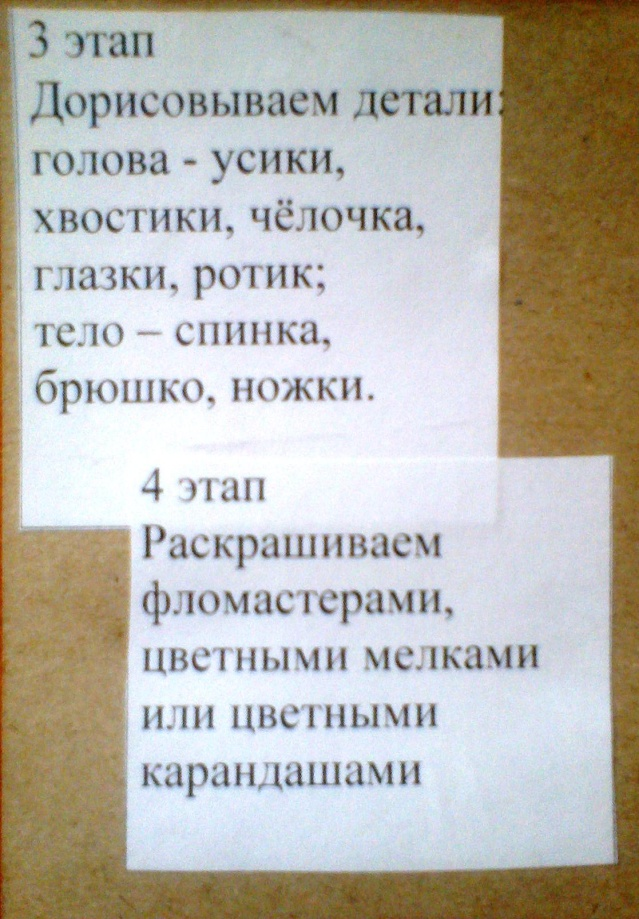 3 этап
Дорисовываем детали:
голова - усики,
хвостики, чёлочка,
глазки, ротик;
тело – спинка,
брюшко, ножки.
4 этап
Раскрашиваем
фломастерами,
цветными мелками
или цветными
карандашами